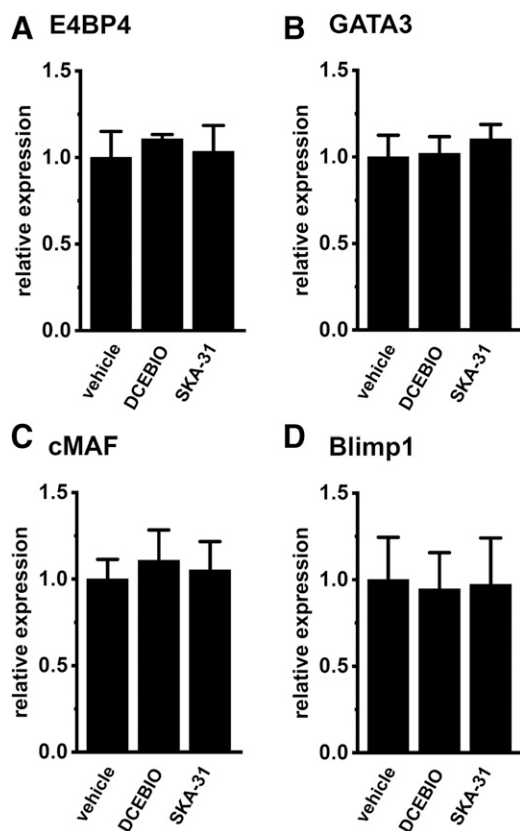 A E4BP4
relative expression
1.5
1.0
0.5
0.0
vehicle
DCEBIO
SKA-31
B GATA3
relative expression
1.5
1.0
0.5
0.0
vehicle
DCEBIO
SKA-31
C cMAF
relative expression
1.5
1.0
0.5
0.0
vehicle
DCEBIO
SKA-31
D Blimp1
relative expression
1.5
1.0
0.5
0.0
vehicle
DCEBIO
SKA-31